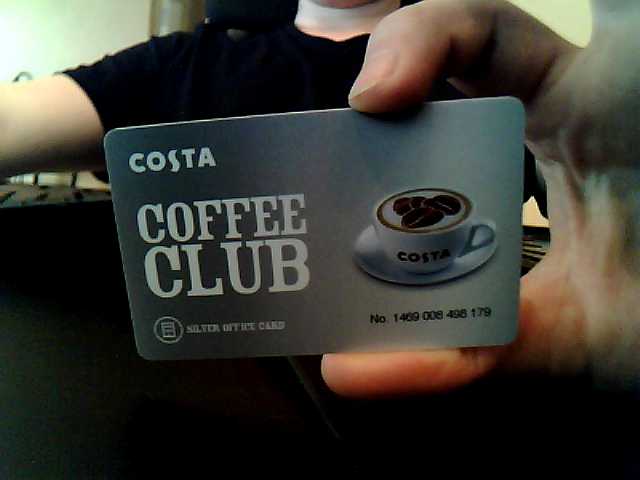 COSTA
COFFEE
CLUB
COSTA
No. 1469 008 498 179
SILVER OFFICE CARD